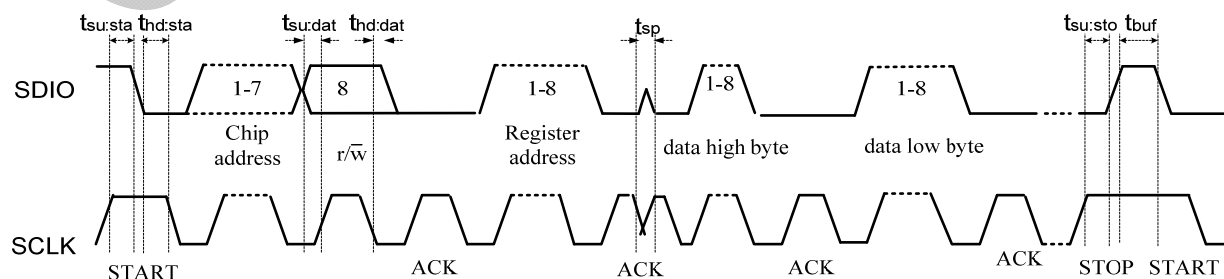 tsu:sta thd:sta tsu:dat thd:dat tsp tsu:sto tbuf
SDIO 1-7 8 1-8 1-8 1-8
Chip address r/w̅ Register address data high byte data low byte
SCLK
START ACK ACK ACK ACK STOP START